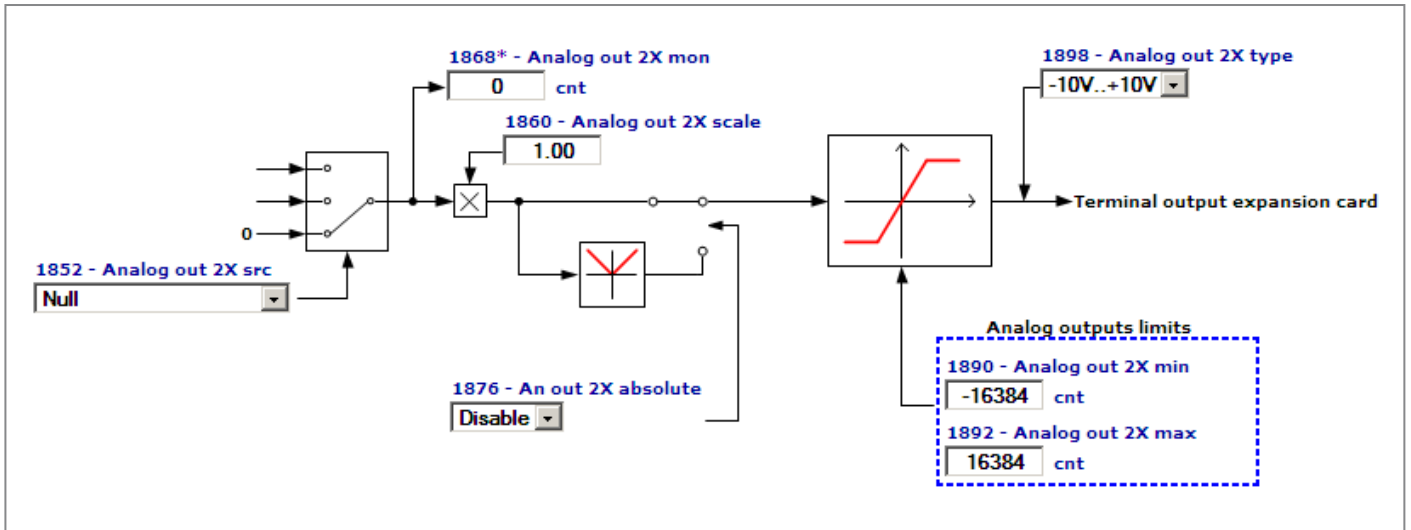 1868* - Analog out 2X mon
0 cnt
1898 - Analog out 2X type
-10V..+10V
1860 - Analog out 2X scale
1.00
Terminal output expansion card
0
1852 - Analog out 2X src
Null
Analog outputs limits
1890 - Analog out 2X min
-16384 cnt
1876 - An out 2X absolute
Disable
1892 - Analog out 2X max
16384 cnt